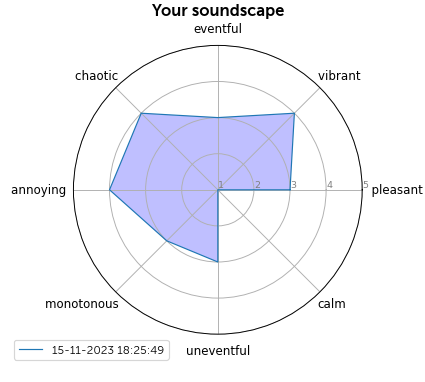 Your soundscape
eventful
chaotic
vibrant
annoying
1
2
3
4
5
pleasant
monotonous
calm
uneventful
15-11-2023 18:25:49